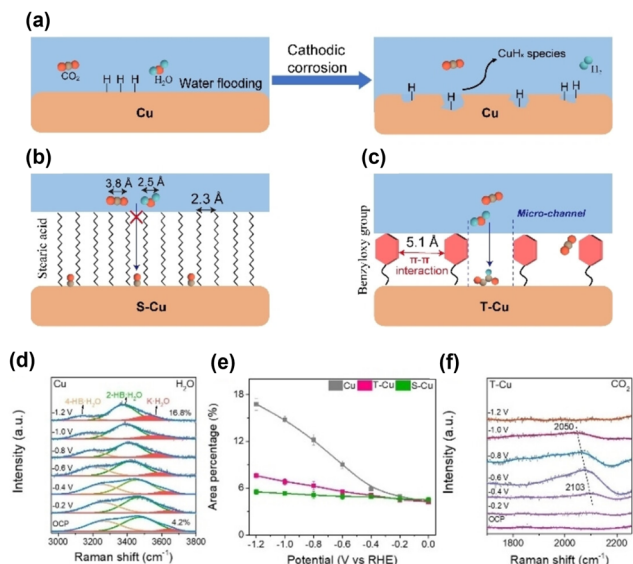 (a)
CO₂
H H H
H₂O
Water flooding
Cu
Cathodic
corrosion
CuHₓ species
H₂
H H H H H
Cu
(b)
3.8 Å
2.5 Å
2.3 Å
Stearic acid
S-Cu
(c)
Micro-channel
Benzyloxy group
5.1 Å
π-π
interaction
T-Cu
(d)
Cu
H₂O
4-HB·H₂O
2-HB·H₂O
K·H₂O
-1.2 V
16.8%
-1.0 V
-0.8 V
-0.6 V
-0.4 V
-0.2 V
OCP
4.2%
Intensity (a.u.)
3000 3200 3400 3600 3800
Raman shift (cm⁻¹)
(e)
Cu T-Cu S-Cu
18
12
6
0
Area percentage (%)
-1.2 -1.0 -0.8 -0.6 -0.4 -0.2 0.0
Potential (V vs RHE)
(f)
T-Cu
CO₂
-1.2 V
2050
-1.0 V
-0.8 V
-0.6 V
2103
-0.4 V
-0.2 V
OCP
Intensity (a.u.)
1800 2100
Raman shift (cm⁻¹)